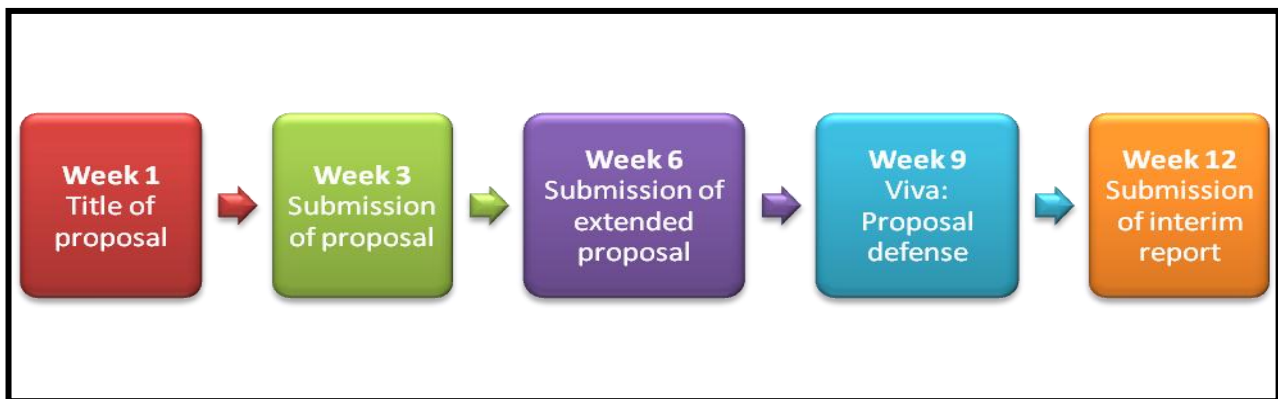 Week 1
Title of
proposal
Week 3
Submission
of proposal
Week 6
Submission of
extended
proposal
Week 9
Viva:
Proposal
defense
Week 12
Submission
of interim
report